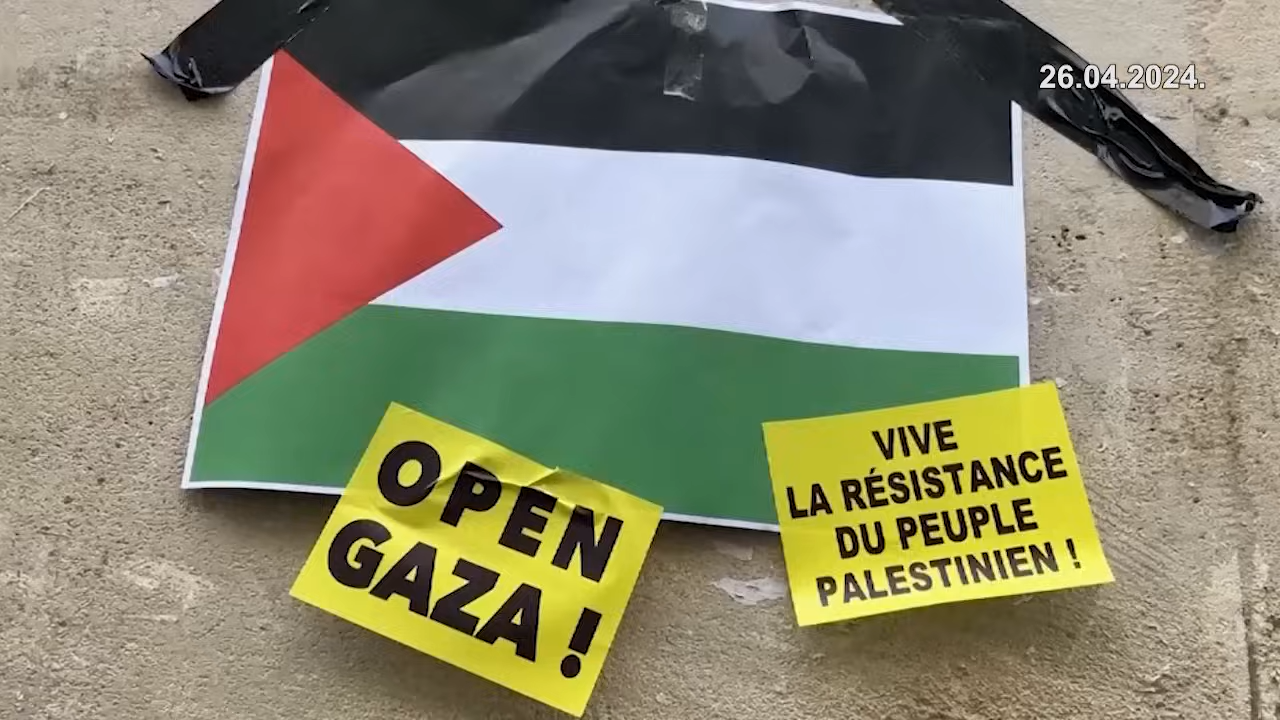 26.04.2024.
OPEN
GAZA!
VIVE
LA RÉSISTANCE
DU PEUPLE
PALESTINIEN !